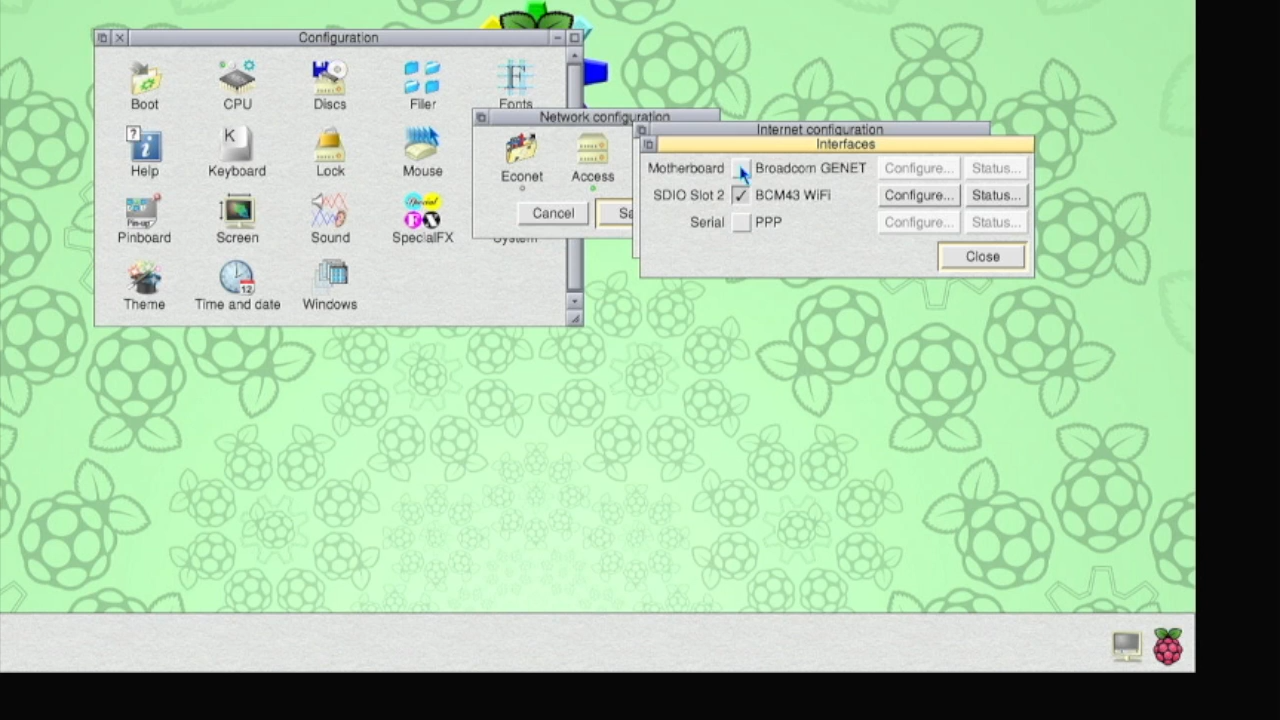 Configuration
Boot
CPU
Discs
Filer
Fonts
Help
Keyboard
Lock
Mouse
Pinboard
Screen
Sound
SpecialFX
System
Theme
Time and date
Windows
Network configuration
Econet
Access
Cancel
Sa
Internet configuration
Interfaces
Motherboard Broadcom GENET Configure... Status...
SDIO Slot 2 BCM43 WiFi Configure... Status...
Serial PPP Configure... Status...
Close